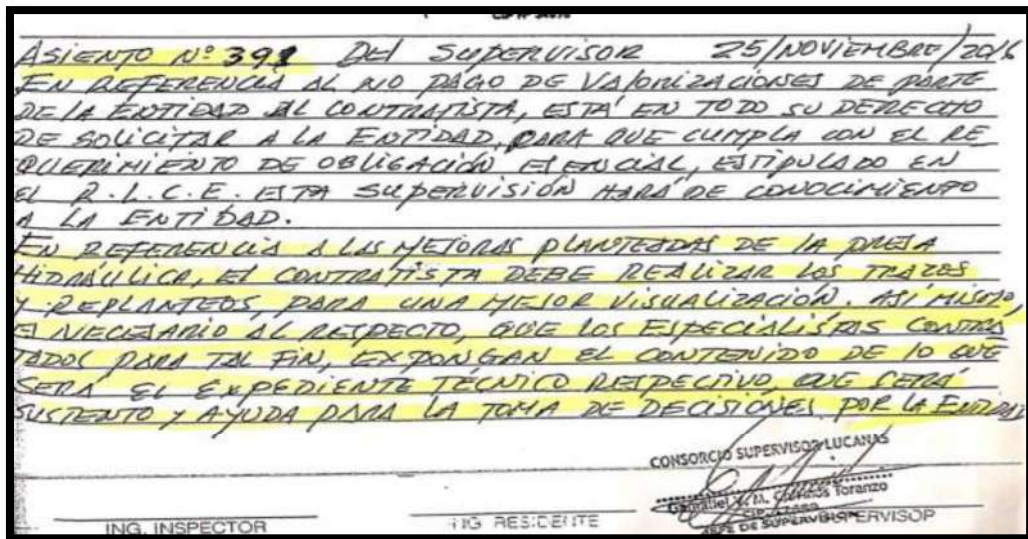 ASIENTO Nº 391 DEL SUPERVISOR 25/NOVIEMBRE/2016
EN REFERENCIA AL NO PAGO DE VALORIZACIONES DE PARTE
DE LA ENTIDAD AL CONTRATISTA, ESTÁ EN TODO SU DERECHO
DE SOLICITAR A LA ENTIDAD, PARA QUE CUMPLA CON EL RE
QUERIMIENTO DE OBLIGACIÓN ESENCIAL, ESTIPULADO EN
EL R.L.C.E. ESTA SUPERVISIÓN HARÁ DE CONOCIMIENTO
A LA ENTIDAD.
EN REFERENCIA A LAS MEJORAS PLANTEADAS DE LA PRESA
HIDRÁULICA, EL CONTRATISTA DEBE REALIZAR LOS TRAZOS
Y REPLANTEOS, PARA UNA MEJOR VISUALIZACIÓN. ASÍ MISMO,
ES NECESARIO AL RESPECTO, QUE LOS ESPECIALISTAS CONTRA
TADOS PARA TAL FIN, EXPONGAN EL CONTENIDO DE LO QUE
SERÁ EL EXPEDIENTE TÉCNICO RESPECTIVO, QUE SERÁ
SUSTENTO Y AYUDA PARA LA TOMA DE DECISIONES POR LA ENTIDAD
CONSORCIO SUPERVISOR LUCANAS
Toranzo
JEFE DE SUPERVISION
ING. INSPECTOR
ING RESIDENTE